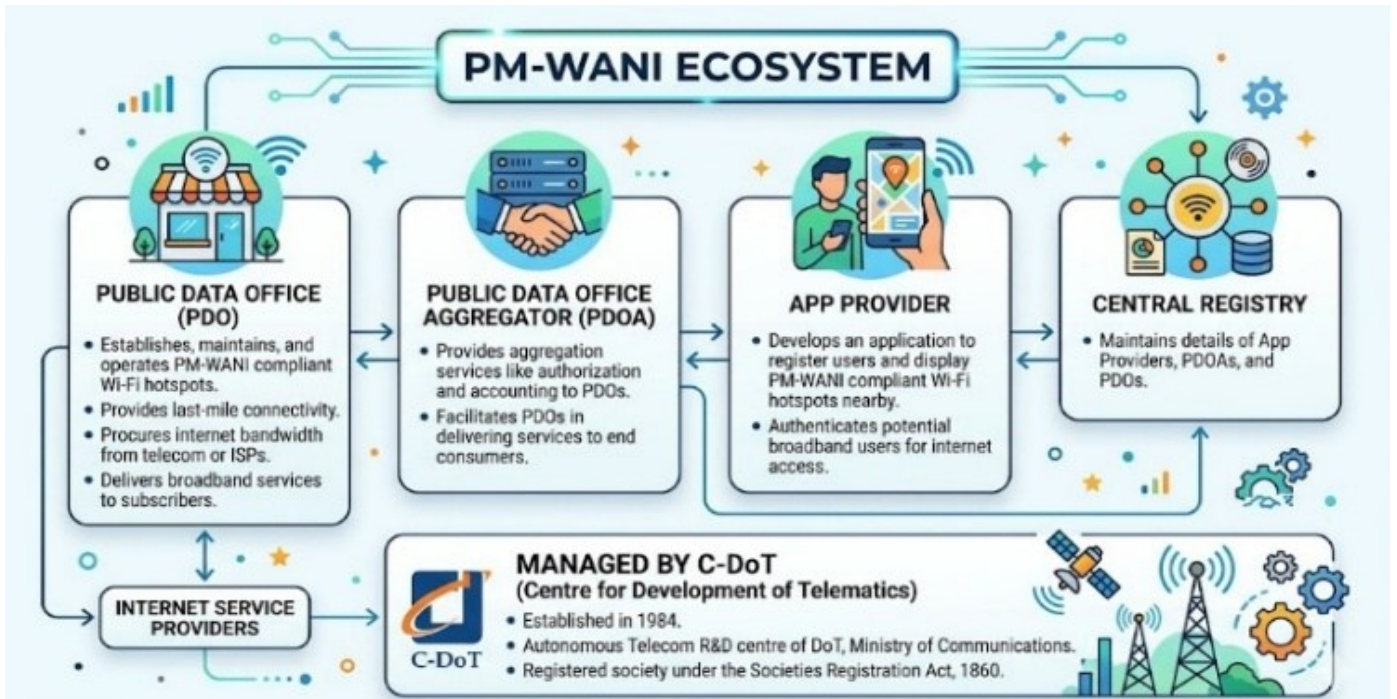 PM-WANI ECOSYSTEM
PUBLIC DATA OFFICE
(PDO)
• Establishes, maintains, and
operates PM-WANI compliant
Wi-Fi hotspots.
• Provides last-mile connectivity.
• Procures internet bandwidth
from telecom or ISPs.
• Delivers broadband services
to subscribers.
PUBLIC DATA OFFICE
AGGREGATOR (PDOA)
• Provides aggregation
services like authorization
and accounting to PDOs.
• Facilitates PDOs in
delivering services to end
consumers.
APP PROVIDER
• Develops an application to
register users and display
PM-WANI compliant Wi-Fi
hotspots nearby.
• Authenticates potential
broadband users for internet
access.
CENTRAL REGISTRY
• Maintains details of App
Providers, PDOAs, and
PDOs.
INTERNET SERVICE
PROVIDERS
C-DoT
MANAGED BY C-DoT
(Centre for Development of Telematics)
• Established in 1984.
• Autonomous Telecom R&D centre of DoT, Ministry of Communications.
• Registered society under the Societies Registration Act, 1860.